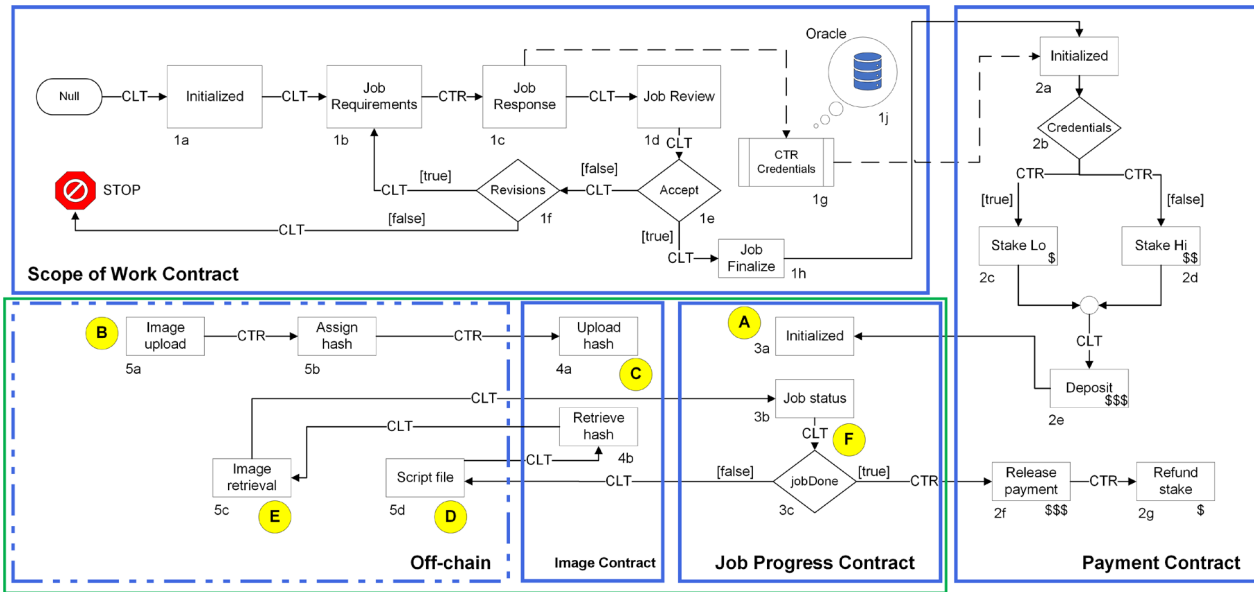 Oracle
Null
CLT
Initialized
1a
CLT
Job
Requirements
1b
CTR
Job
Response
1c
CLT
Job Review
1d
1j
CLT
CTR
Credentials
1g
Accept
1e
[false]
CLT
Revisions
1f
[true]
CLT
STOP
[false]
CLT
[true]
CLT
Job
Finalize
1h
Scope of Work Contract
Initialized
2a
Credentials
2b
CTR
CTR
[true]
[false]
Stake Lo
$
2c
Stake Hi
$$
2d
CLT
Deposit
$$$
2e
Release
payment
2f
$$$
CTR
Refund
stake
2g
$
Payment Contract
B
Image
upload
5a
CTR
Assign
hash
5b
CTR
Upload
hash
4a
C
A
Initialized
3a
CLT
Job status
3b
CLT
F
Retrieve
hash
4b
CLT
Image
retrieval
5c
E
Script file
5d
D
CLT
CLT
[false]
jobDone
3c
[true]
CTR
Off-chain
Image Contract
Job Progress Contract